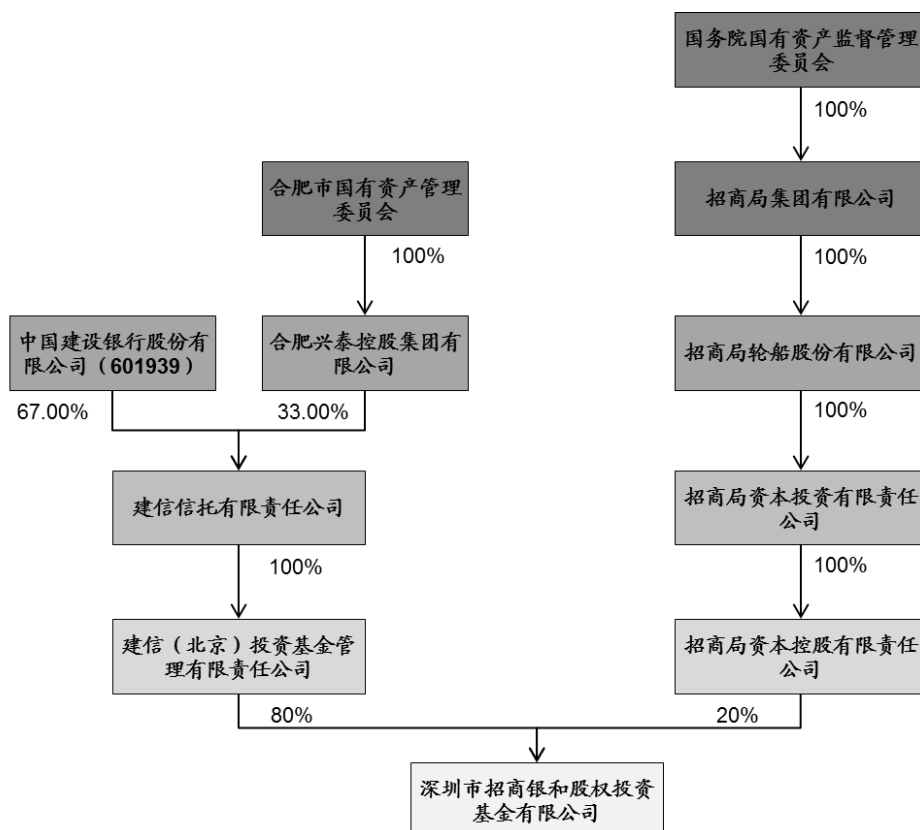 国务院国有资产监督管理
委员会
100%
合肥市国有资产管理
委员会
招商局集团有限公司
100%
100%
中国建设银行股份有
限公司（601939）
合肥兴泰控股集团有
限公司
招商局轮船股份有限公司
67.00%
33.00%
100%
建信信托有限责任公司
招商局资本投资有限责任
公司
100%
100%
建信（北京）投资基金管
理有限责任公司
招商局资本控股有限责任
公司
80%
20%
深圳市招商银和股权投资
基金有限公司